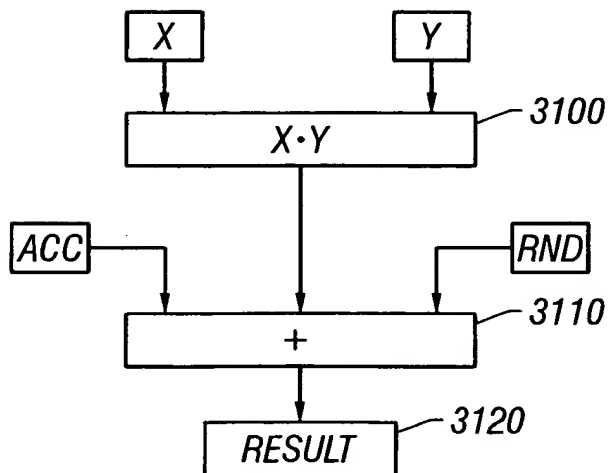 X
Y
3100
X·Y
ACC
RND
3110
+
3120
RESULT